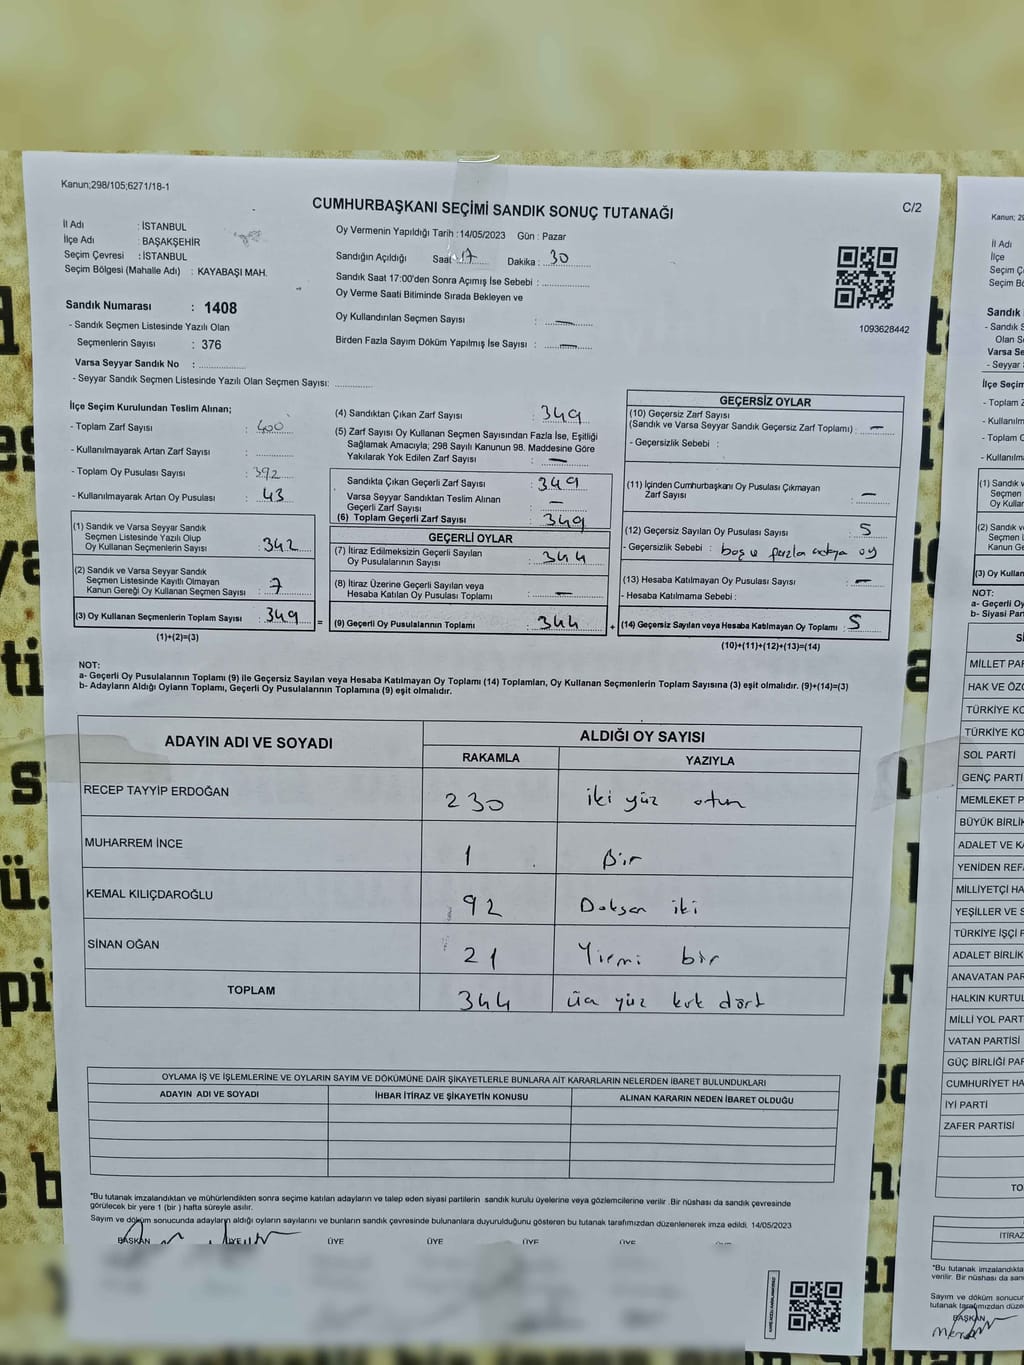 Kanun;298/105;6271/18-1
CUMHURBAŞKANI SEÇİMİ SANDIK SONUÇ TUTANAĞI
C/2
İl Adı : İSTANBUL
İlçe Adı : BAŞAKŞEHİR
Seçim Çevresi : İSTANBUL
Seçim Bölgesi (Mahalle Adı) : KAYABAŞI MAH.
Oy Vermenin Yapıldığı Tarih :14/05/2023 Gün : Pazar
Sandığın Açıldığı Saat: 17 Dakika : 30
Sandık Saat 17:00'den Sonra Açımış İse Sebebi :
Oy Verme Saati Bitiminde Sırada Bekleyen ve
Oy Kullandırılan Seçmen Sayısı : —
Birden Fazla Sayım Döküm Yapılmış İse Sayısı : —
1093628442
Sandık Numarası : 1408
- Sandık Seçmen Listesinde Yazılı Olan
Seçmenlerin Sayısı : 376
Varsa Seyyar Sandık No :
- Seyyar Sandık Seçmen Listesinde Yazılı Olan Seçmen Sayısı:
İlçe Seçim Kurulundan Teslim Alınan;
- Toplam Zarf Sayısı : 400
- Kullanılmayarak Artan Zarf Sayısı :
- Toplam Oy Pusulası Sayısı : 392
- Kullanılmayarak Artan Oy Pusulası : 43
(1) Sandık ve Varsa Seyyar Sandık
Seçmen Listesinde Yazılı Olup
Oy Kullanan Seçmenlerin Sayısı : 342
(2) Sandık ve Varsa Seyyar Sandık
Seçmen Listesinde Kayıtlı Olmayan
Kanun Gereği Oy Kullanan Seçmen Sayısı : 7
(3) Oy Kullanan Seçmenlerin Toplam Sayısı : 349 =
(1)+(2)=(3)
(4) Sandıktan Çıkan Zarf Sayısı : 349
(5) Zarf Sayısı Oy Kullanan Seçmen Sayısından Fazla İse, Eşitliği
Sağlamak Amacıyla; 298 Sayılı Kanunun 98. Maddesine Göre
Yakılarak Yok Edilen Zarf Sayısı : —
Sandıkta Çıkan Geçerli Zarf Sayısı : 349
Varsa Seyyar Sandıktan Teslim Alınan
Geçerli Zarf Sayısı : —
(6) Toplam Geçerli Zarf Sayısı : 349
GEÇERLİ OYLAR
(7) İtiraz Edilmeksizin Geçerli Sayılan
Oy Pusulalarının Sayısı : 344
(8) İtiraz Üzerine Geçerli Sayılan veya
Hesaba Katılan Oy Pusulası Toplamı : —
(9) Geçerli Oy Pusulalarının Toplamı : 344 +
GEÇERSİZ OYLAR
(10) Geçersiz Zarf Sayısı
(Sandık ve Varsa Seyyar Sandık Geçersiz Zarf Toplamı) : —
- Geçersizlik Sebebi :
(11) İçinden Cumhurbaşkanı Oy Pusulası Çıkmayan
Zarf Sayısı : —
(12) Geçersiz Sayılan Oy Pusulası Sayısı : 5
- Geçersizlik Sebebi : boş ve fazla adaya oy
(13) Hesaba Katılmayan Oy Pusulası Sayısı : —
- Hesaba Katılmama Sebebi :
(14) Geçersiz Sayılan veya Hesaba Katılmayan Oy Toplamı : 5
(10)+(11)+(12)+(13)=(14)
NOT:
a- Geçerli Oy Pusulalarının Toplamı (9) ile Geçersiz Sayılan veya Hesaba Katılmayan Oy Toplamı (14) Toplamları, Oy Kullanan Seçmenlerin Toplam Sayısına (3) eşit olmalıdır. (9)+(14)=(3)
b- Adayların Aldığı Oyların Toplamı, Geçerli Oy Pusulalarının Toplamına (9) eşit olmalıdır.
ADAYIN ADI VE SOYADI ALDIĞI OY SAYISI
RAKAMLA YAZIYLA
RECEP TAYYİP ERDOĞAN 230 iki yüz otuz
MUHARREM İNCE 1 Bir
KEMAL KILIÇDAROĞLU 92 Doksan iki
SİNAN OĞAN 21 Yirmi bir
TOPLAM 344 üç yüz kırk dört
OYLAMA İŞ VE İŞLEMLERİNE VE OYLARIN SAYIM VE DÖKÜMÜNE DAİR ŞİKAYETLERLE BUNLARA AİT KARARLARIN NELERDEN İBARET BULUNDUKLARI
ADAYIN ADI VE SOYADI İHBAR İTİRAZ VE ŞİKAYETİN KONUSU ALINAN KARARIN NEDEN İBARET OLDUĞU
"Bu tutanak imzalandıktan ve mühürlendikten sonra seçime katılan adayların ve talep eden siyasi partilerin sandık kurulu üyelerine veya gözlemcilerine verilir .Bir nüshası da sandık çevresinde
görülecek bir yere 1 (bir ) hafta süreyle asılır.
Sayım ve döküm sonucunda adayların aldığı oyların sayılarını ve bunların sandık çevresinde bulunanlara duyurulduğunu gösteren bu tutanak tarafımızdan düzenlenerek imza edildi. 14/05/2023
BAŞKAN ÜYE ÜYE ÜYE ÜYE ÜYE
Kanun; 29
İl Adı
İlçe
Seçim Ç
Seçim B
Sandık
- Sandık
Olan S
Varsa Se
- Seyyar
İlçe Seçim
- Toplam Z
- Kullanılm
- Toplam O
- Kullanılma
(1) Sandık v
Seçmen
Oy Kulla
(2) Sandık v
Seçmen
Kanun Ge
(3) Oy Kullan
NOT:
a- Geçerli Oy
b- Siyasi Part
Sİ
MİLLET PAR
HAK VE ÖZG
TÜRKİYE KO
TÜRKİYE KO
SOL PARTİ
GENÇ PARTİ
MEMLEKET P
BÜYÜK BİRLİK
ADALET VE KA
YENİDEN REFA
MİLLİYETÇİ HA
YEŞİLLER VE S
TÜRKİYE İŞÇİ P
ADALET BİRLİK
ANAVATAN PAR
HALKIN KURTUL
MİLLİ YOL PARTİ
VATAN PARTİSİ
GÜÇ BİRLİĞİ PAR
CUMHURİYET HA
İYİ PARTİ
ZAFER PARTİSİ
TO
İTİRAZ
"Bu tutanak imzalandıkta
verilir. Bir nüshası da san
Sayım ve döküm sonucun
tutanak tarafımızdan düze
BAŞKAN